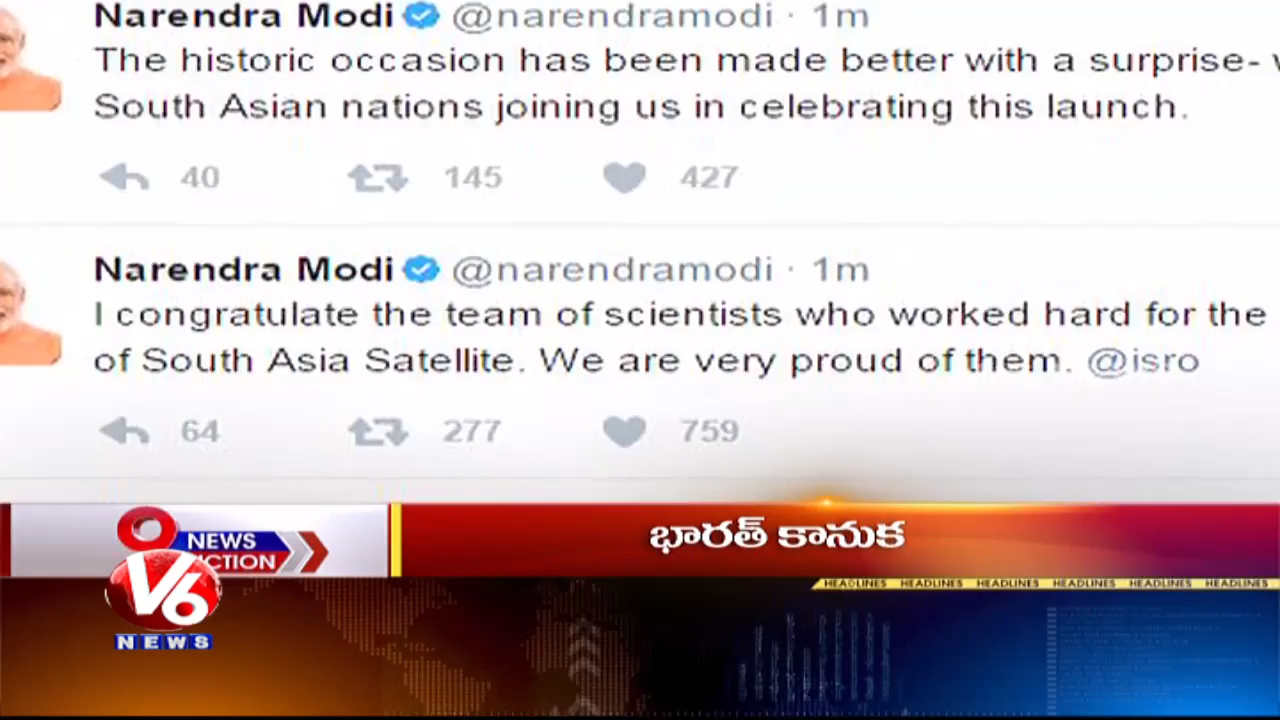 Narendra Modi @narendramodi · 1m
The historic occasion has been made better with a surprise-
South Asian nations joining us in celebrating this launch.
40 145 427
Narendra Modi @narendramodi · 1m
I congratulate the team of scientists who worked hard for the
of South Asia Satellite. We are very proud of them. @isro
64 277 759
NEWS
భారత్ కానుక
HEADLINES HEADLINES HEADLINES HEADLINES HEADLINES HEADLINES
V6
NEWS